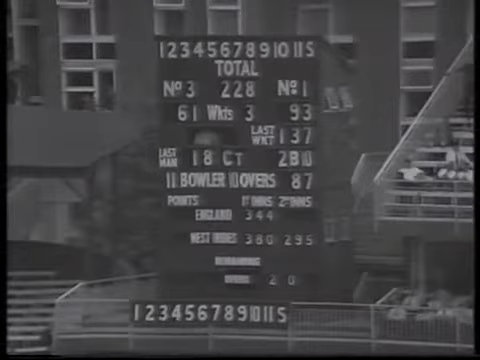 1234567891011S
TOTAL
No3 228 No1
61 Wkts 3 93
LAST WKT 137
LAST MAN 18 CT 2B10
11 BOWLER 10 OVERS 87
POINTS 1st INNS 2nd INNS
ENGLAND 344
WEST INDIES 380 295
OVERS 20
1234567891011S